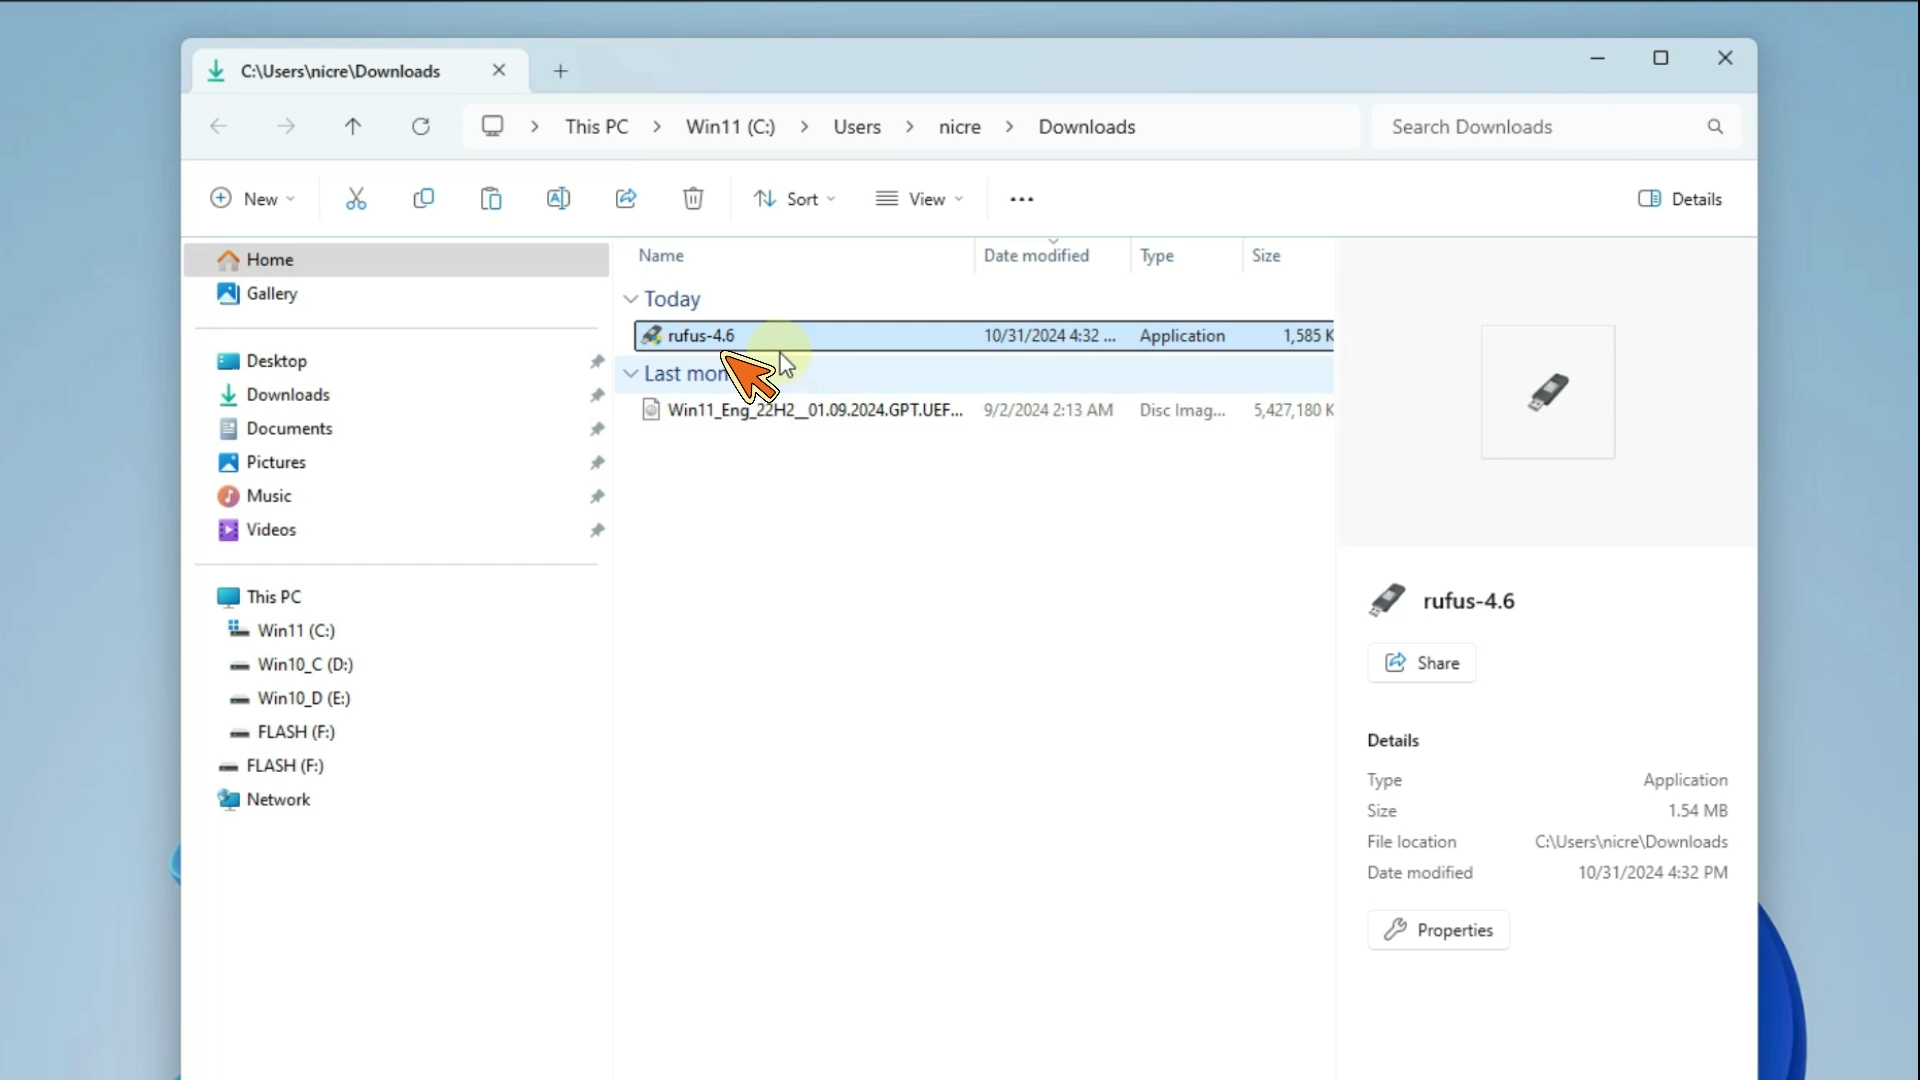 C:\Users\nicre\Downloads
This PC > Win11 (C:) > Users > nicre > Downloads
Search Downloads
New
Sort
View
Details
Home
Gallery
Desktop
Downloads
Documents
Pictures
Music
Videos
This PC
Win11 (C:)
Win10_C (D:)
Win10_D (E:)
FLASH (F:)
FLASH (F:)
Network
Name Date modified Type Size
Today
rufus-4.6 10/31/2024 4:32 ... Application 1,585 K
Last mon
Win11_Eng_22H2__01.09.2024.GPT.UEF... 9/2/2024 2:13 AM Disc Imag... 5,427,180 K
rufus-4.6
Share
Details
Type Application
Size 1.54 MB
File location C:\Users\nicre\Downloads
Date modified 10/31/2024 4:32 PM
Properties